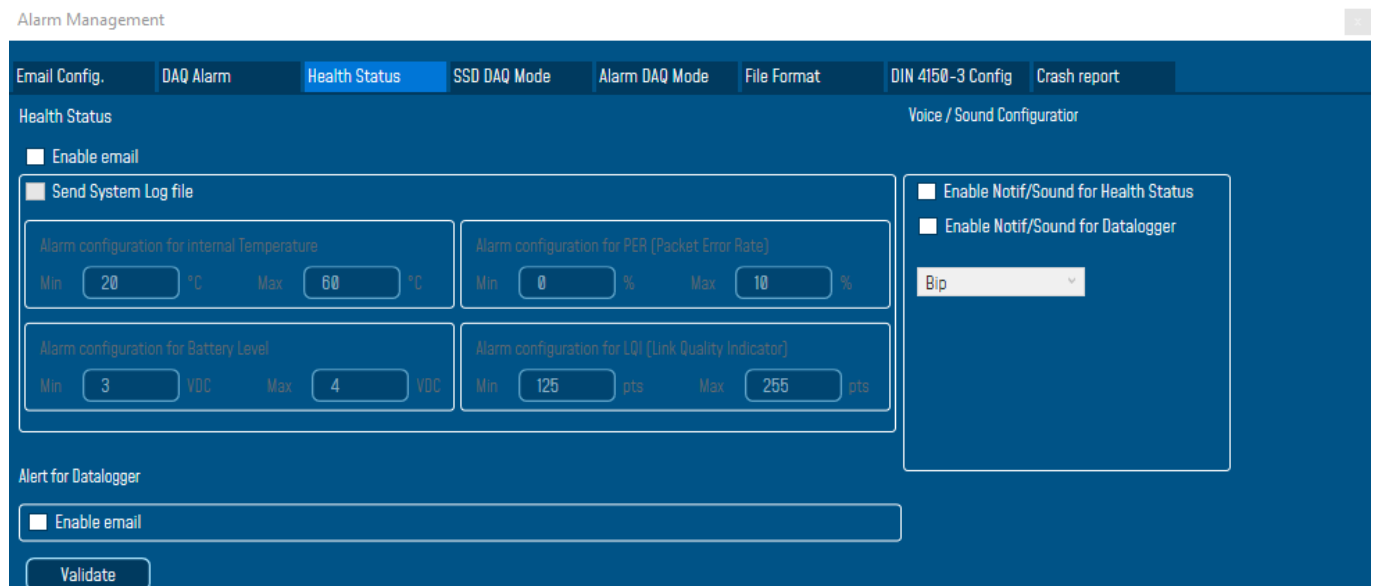 Alarm Management
x
Email Config. DAQ Alarm Health Status SSD DAQ Mode Alarm DAQ Mode File Format DIN 4150-3 Config Crash report
Health Status
Enable email
Send System Log file
Alarm configuration for internal Temperature
Min 20 °C Max 60 °C
Alarm configuration for PER (Packet Error Rate)
Min 0 % Max 10 %
Alarm configuration for Battery Level
Min 3 VDC Max 4 VDC
Alarm configuration for LQI (Link Quality Indicator)
Min 125 pts Max 255 pts
Voice / Sound Configuratior
Enable Notif/Sound for Health Status
Enable Notif/Sound for Datalogger
Bip
Alert for Datalogger
Enable email
Validate